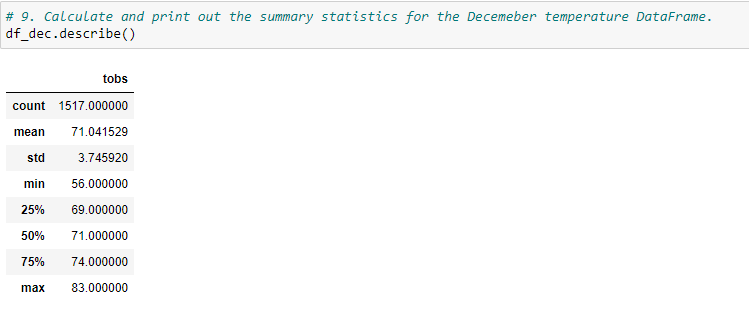 # 9. Calculate and print out the summary statistics for the Decemeber temperature DataFrame.
df_dec.describe()
tobs
count 1517.000000
mean 71.041529
std 3.745920
min 56.000000
25% 69.000000
50% 71.000000
75% 74.000000
max 83.000000